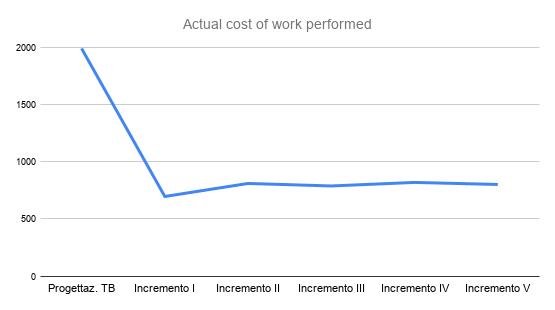 Actual cost of work performed
2000
1500
1000
500
0
Progettaz. TB Incremento I Incremento II Incremento III Incremento IV Incremento V